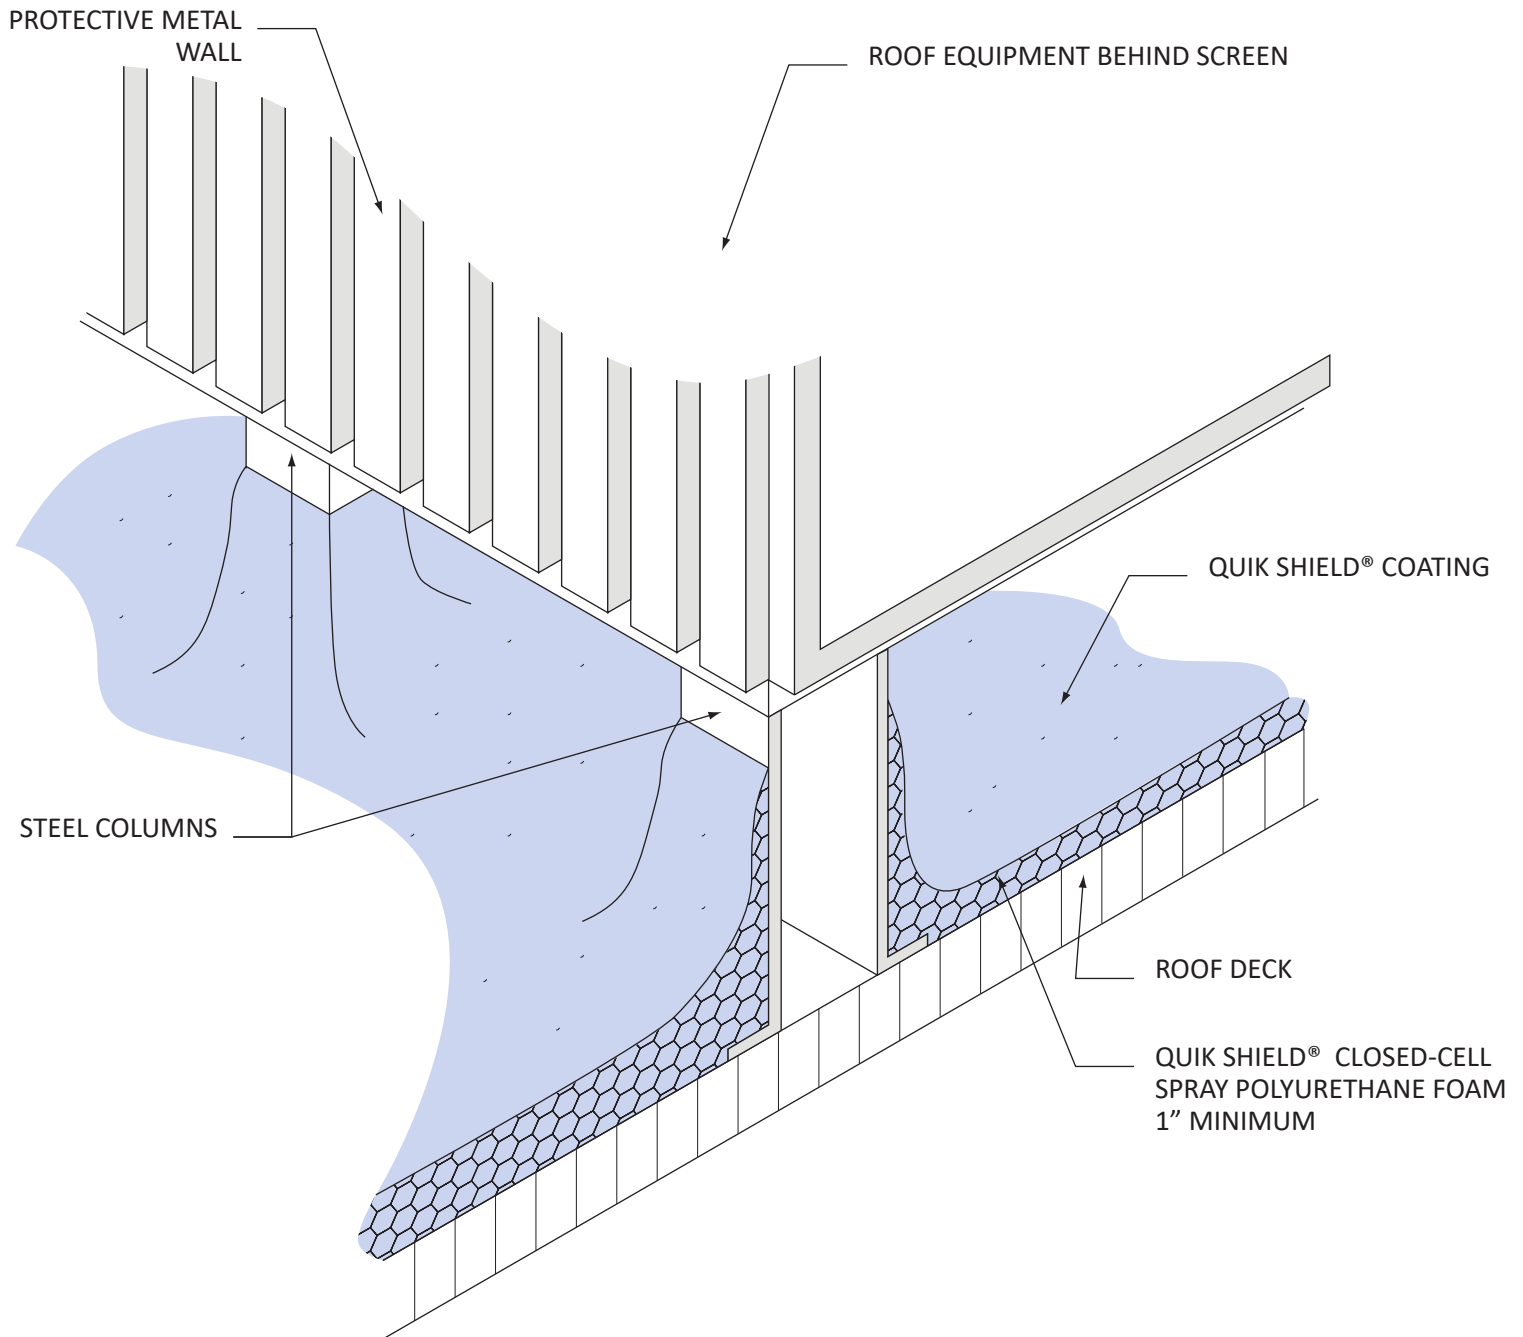 PROTECTIVE METAL
WALL
ROOF EQUIPMENT BEHIND SCREEN
QUIK SHIELD® COATING
STEEL COLUMNS
ROOF DECK
QUIK SHIELD® CLOSED-CELL
SPRAY POLYURETHANE FOAM
1” MINIMUM